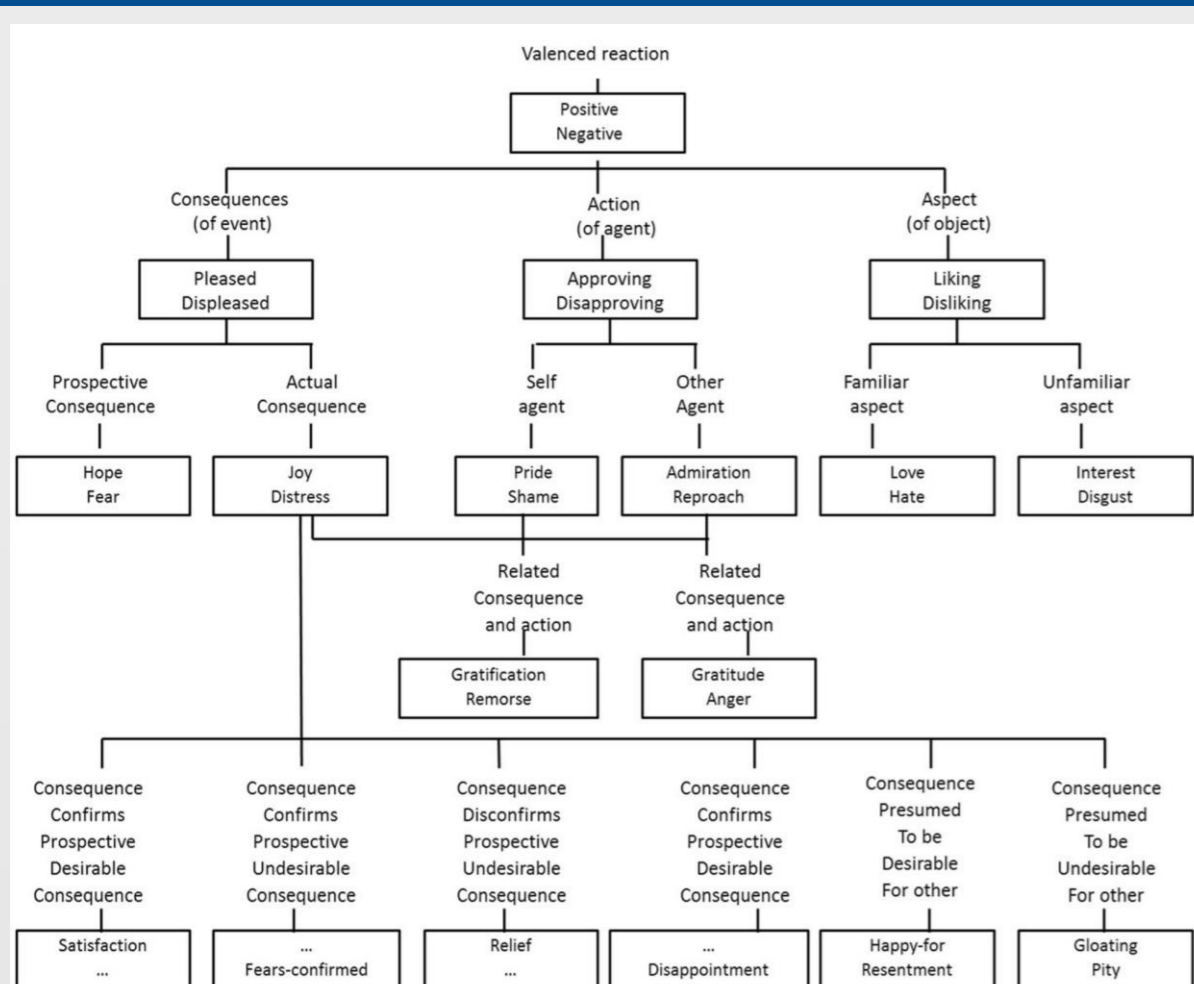 Valenced reaction
Positive
Negative
Consequences
(of event)
Action
(of agent)
Aspect
(of object)
Pleased
Displeased
Approving
Disapproving
Liking
Disliking
Prospective
Consequence
Actual
Consequence
Self
agent
Other
Agent
Familiar
aspect
Unfamiliar
aspect
Hope
Fear
Joy
Distress
Pride
Shame
Admiration
Reproach
Love
Hate
Interest
Disgust
Related
Consequence
and action
Related
Consequence
and action
Gratification
Remorse
Gratitude
Anger
Consequence
Confirms
Prospective
Desirable
Consequence
Consequence
Confirms
Prospective
Undesirable
Consequence
Consequence
Disconfirms
Prospective
Undesirable
Consequence
Consequence
Confirms
Prospective
Desirable
Consequence
Consequence
Presumed
To be
Desirable
For other
Consequence
Presumed
To be
Undesirable
For other
Satisfaction
...
...
Fears-confirmed
Relief
...
...
Disappointment
Happy-for
Resentment
Gloating
Pity